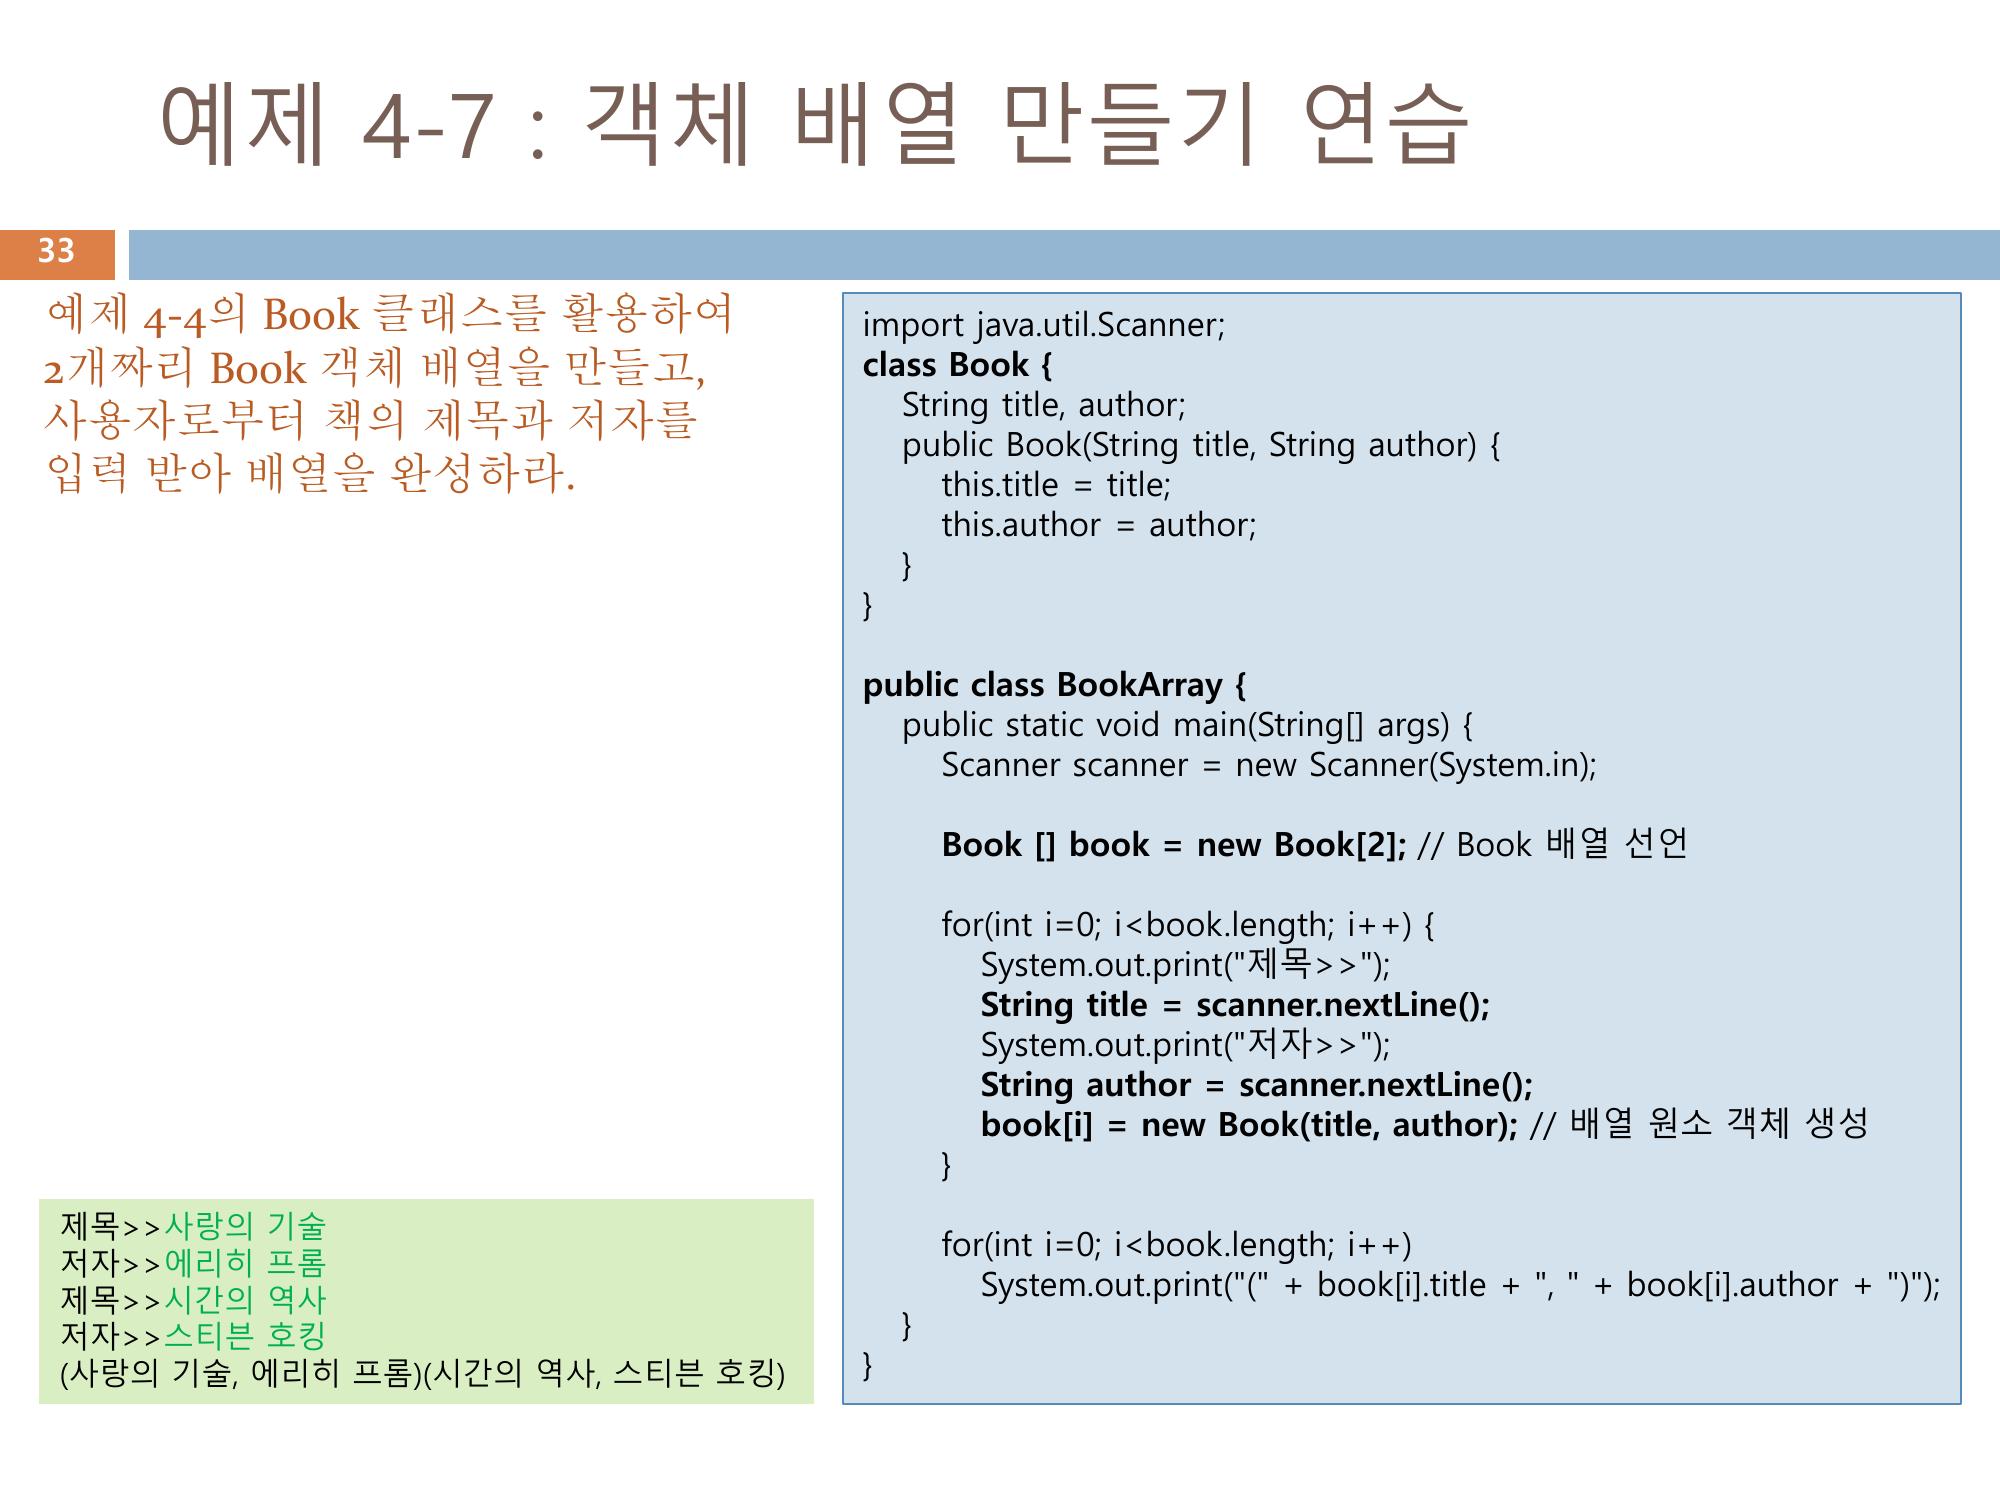 예제 4-7 : 객체 배열 만들기 연습
33
예제 4-4의 Book 클래스를 활용하여
2개짜리 Book 객체 배열을 만들고,
사용자로부터 책의 제목과 저자를
입력 받아 배열을 완성하라.
import java.util.Scanner;
class Book {
String title, author;
public Book(String title, String author) {
this.title = title;
this.author = author;
}
}
public class BookArray {
public static void main(String[] args) {
Scanner scanner = new Scanner(System.in);
Book [] book = new Book[2]; // Book 배열 선언
for(int i=0; i<book.length; i++) {
System.out.print("제목>>");
String title = scanner.nextLine();
System.out.print("저자>>");
String author = scanner.nextLine();
book[i] = new Book(title, author); // 배열 원소 객체 생성
}
for(int i=0; i<book.length; i++)
System.out.print("(" + book[i].title + ", " + book[i].author + ")");
}
}
제목>>사랑의 기술
저자>>에리히 프롬
제목>>시간의 역사
저자>>스티븐 호킹
(사랑의 기술, 에리히 프롬)(시간의 역사, 스티븐 호킹)